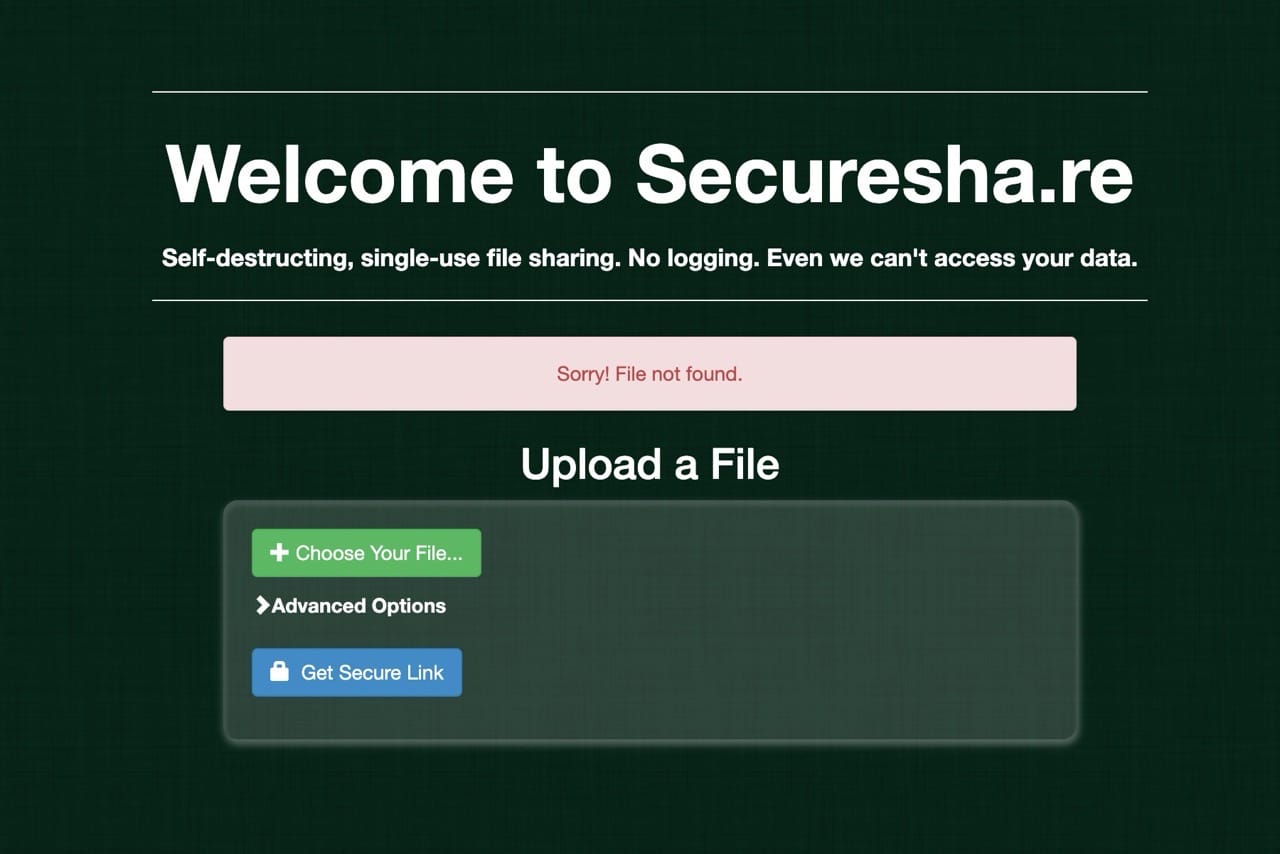 Welcome to Securesha.re
Self-destructing, single-use file sharing. No logging. Even we can't access your data.
Sorry! File not found.
Upload a File
Choose Your File...
Advanced Options
Get Secure Link